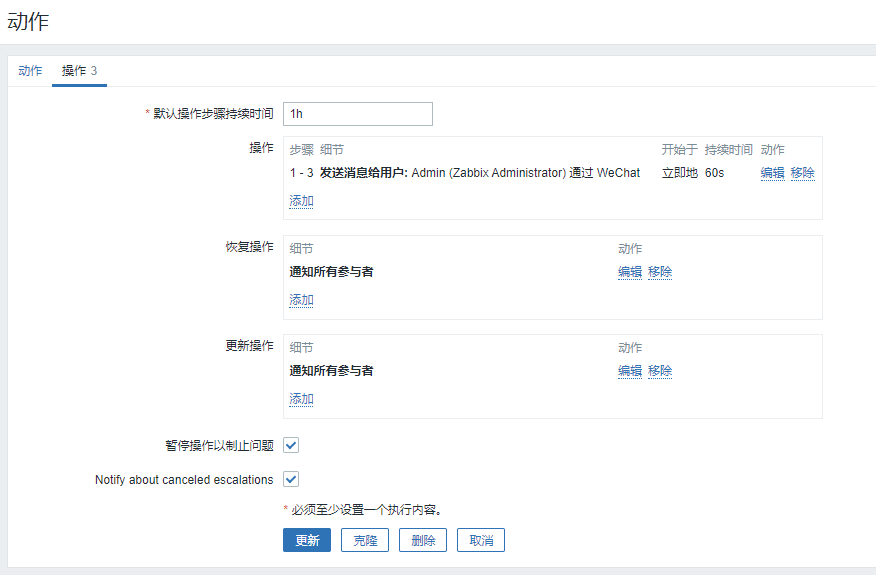 动作
动作 操作 3
* 默认操作步骤持续时间 1h
操作 步骤 细节 开始于 持续时间 动作
1 - 3 发送消息给用户: Admin (Zabbix Administrator) 通过 WeChat 立即地 60s 编辑 移除
添加
恢复操作 细节 动作
通知所有参与者 编辑 移除
添加
更新操作 细节 动作
通知所有参与者 编辑 移除
添加
暂停操作以制止问题
Notify about canceled escalations
* 必须至少设置一个执行内容。
更新 克隆 删除 取消